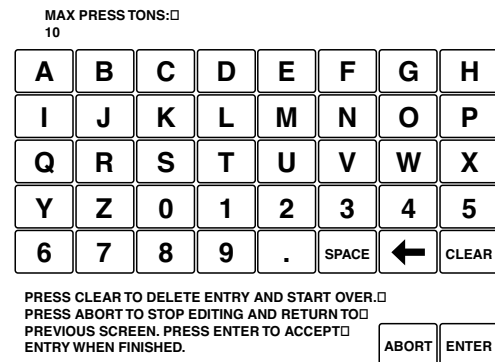 MAX PRESS TONS:□
10
A B C D E F G H
I J K L M N O P
Q R S T U V W X
Y Z 0 1 2 3 4 5
6 7 8 9 . SPACE ← CLEAR
PRESS CLEAR TO DELETE ENTRY AND START OVER.□
PRESS ABORT TO STOP EDITING AND RETURN TO□
PREVIOUS SCREEN. PRESS ENTER TO ACCEPT□
ENTRY WHEN FINISHED.
ABORT ENTER